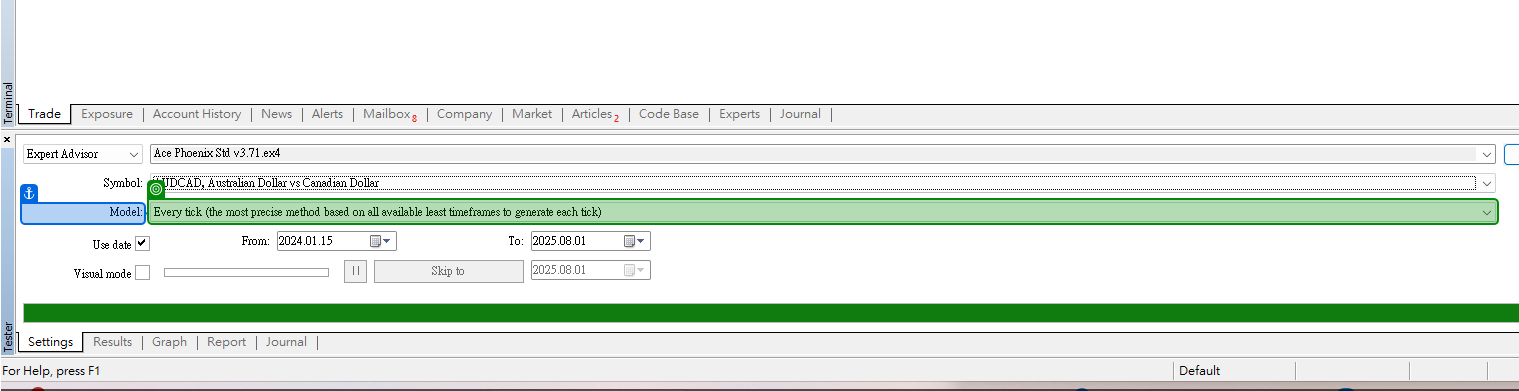 Terminal
Trade Exposure Account History News Alerts Mailbox 8 Company Market Articles 2 Code Base Experts Journal
Expert Advisor Ace Phoenix Std v3.71.ex4
Symbol: UDCAD, Australian Dollar vs Canadian Dollar
Model: Every tick (the most precise method based on all available least timeframes to generate each tick)
Use date From: 2024.01.15 To: 2025.08.01
Visual mode Skip to 2025.08.01
Tester
Settings Results Graph Report Journal
For Help, press F1 Default